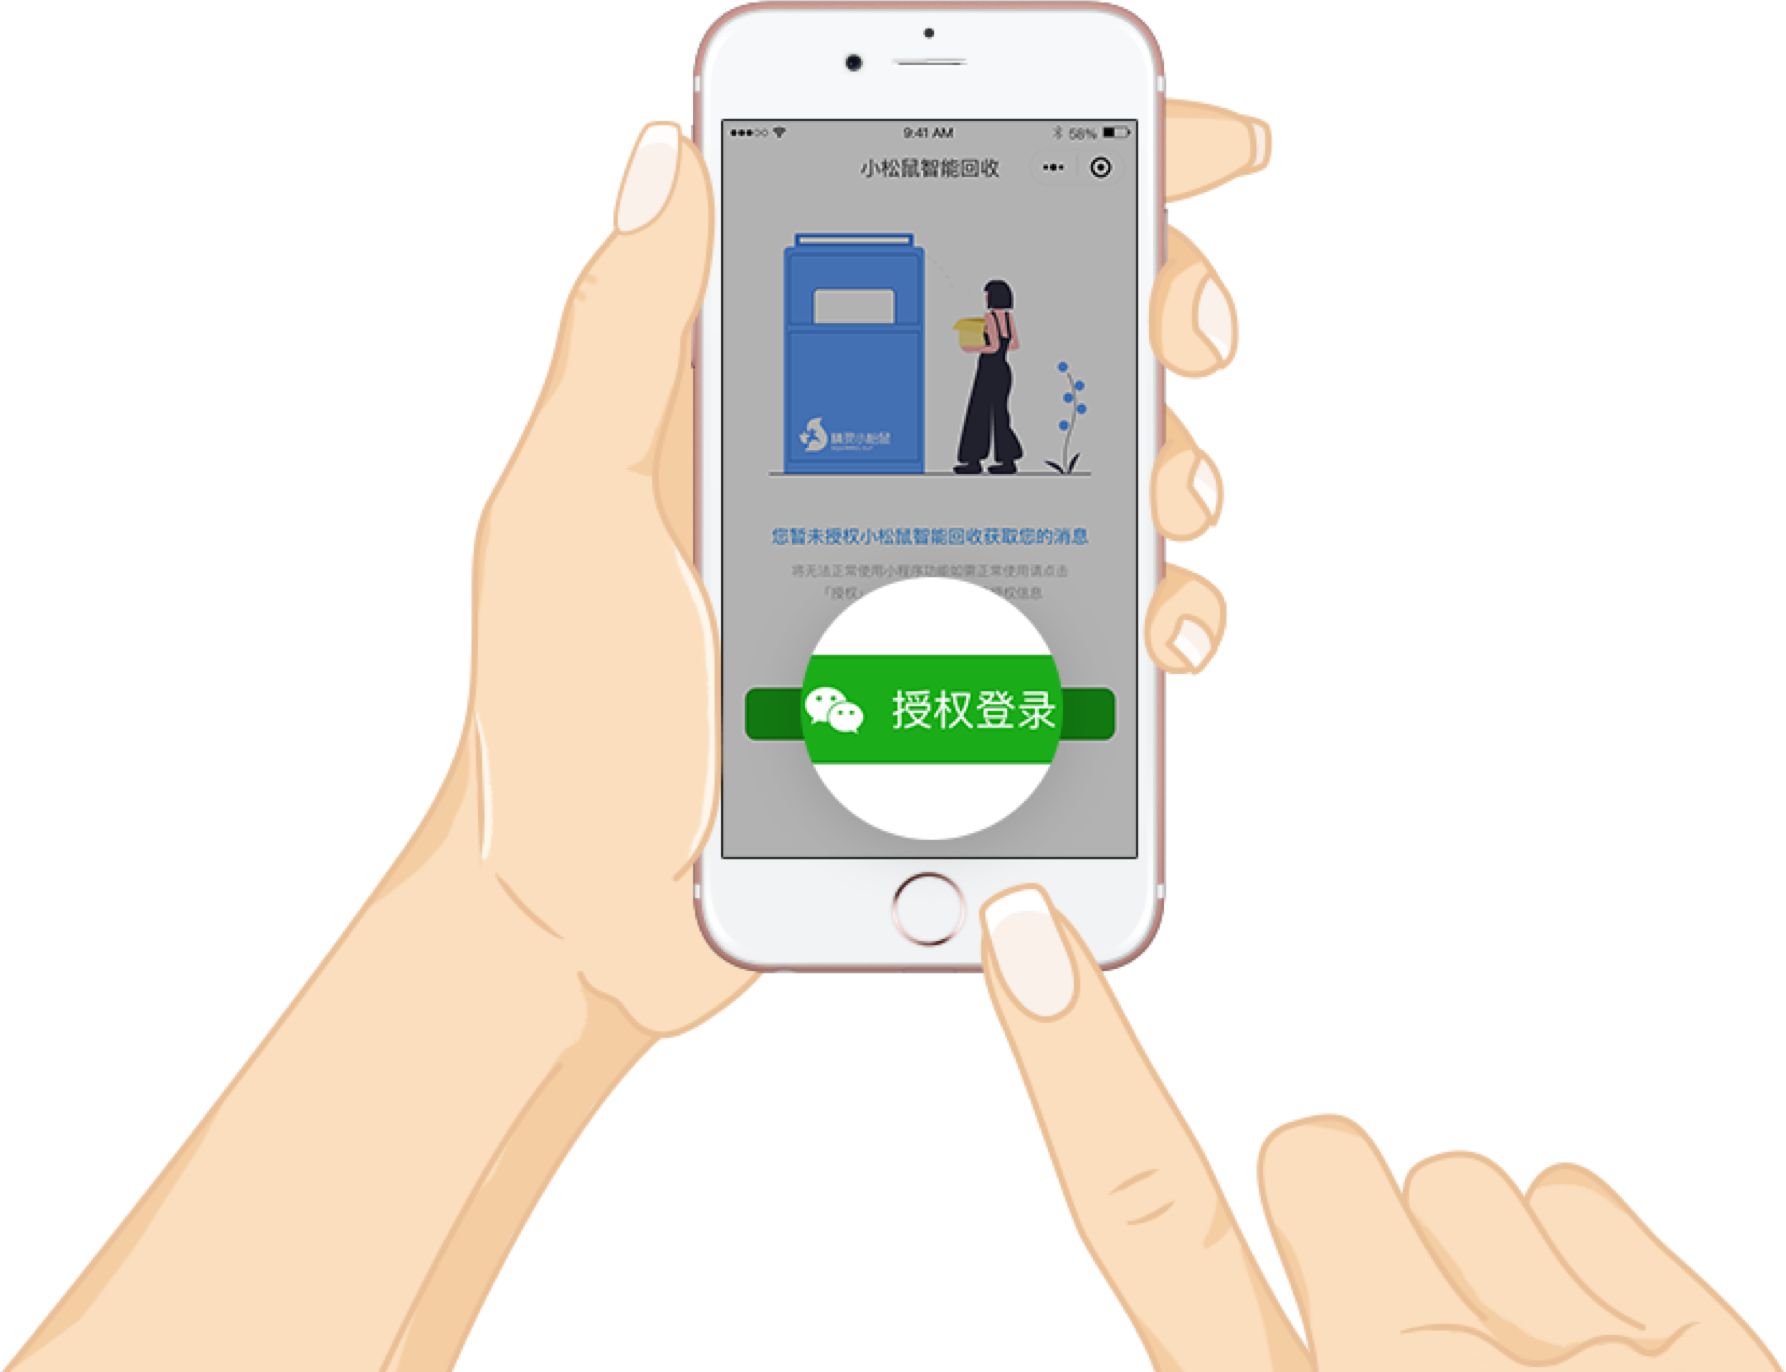 9:41 AM
58%
小松鼠智能回收
精灵小松鼠
您暂未授权小松鼠智能回收获取您的消息
将无法正常使用小程序功能如需正常使用请点击
「授权 权信息
授权登录